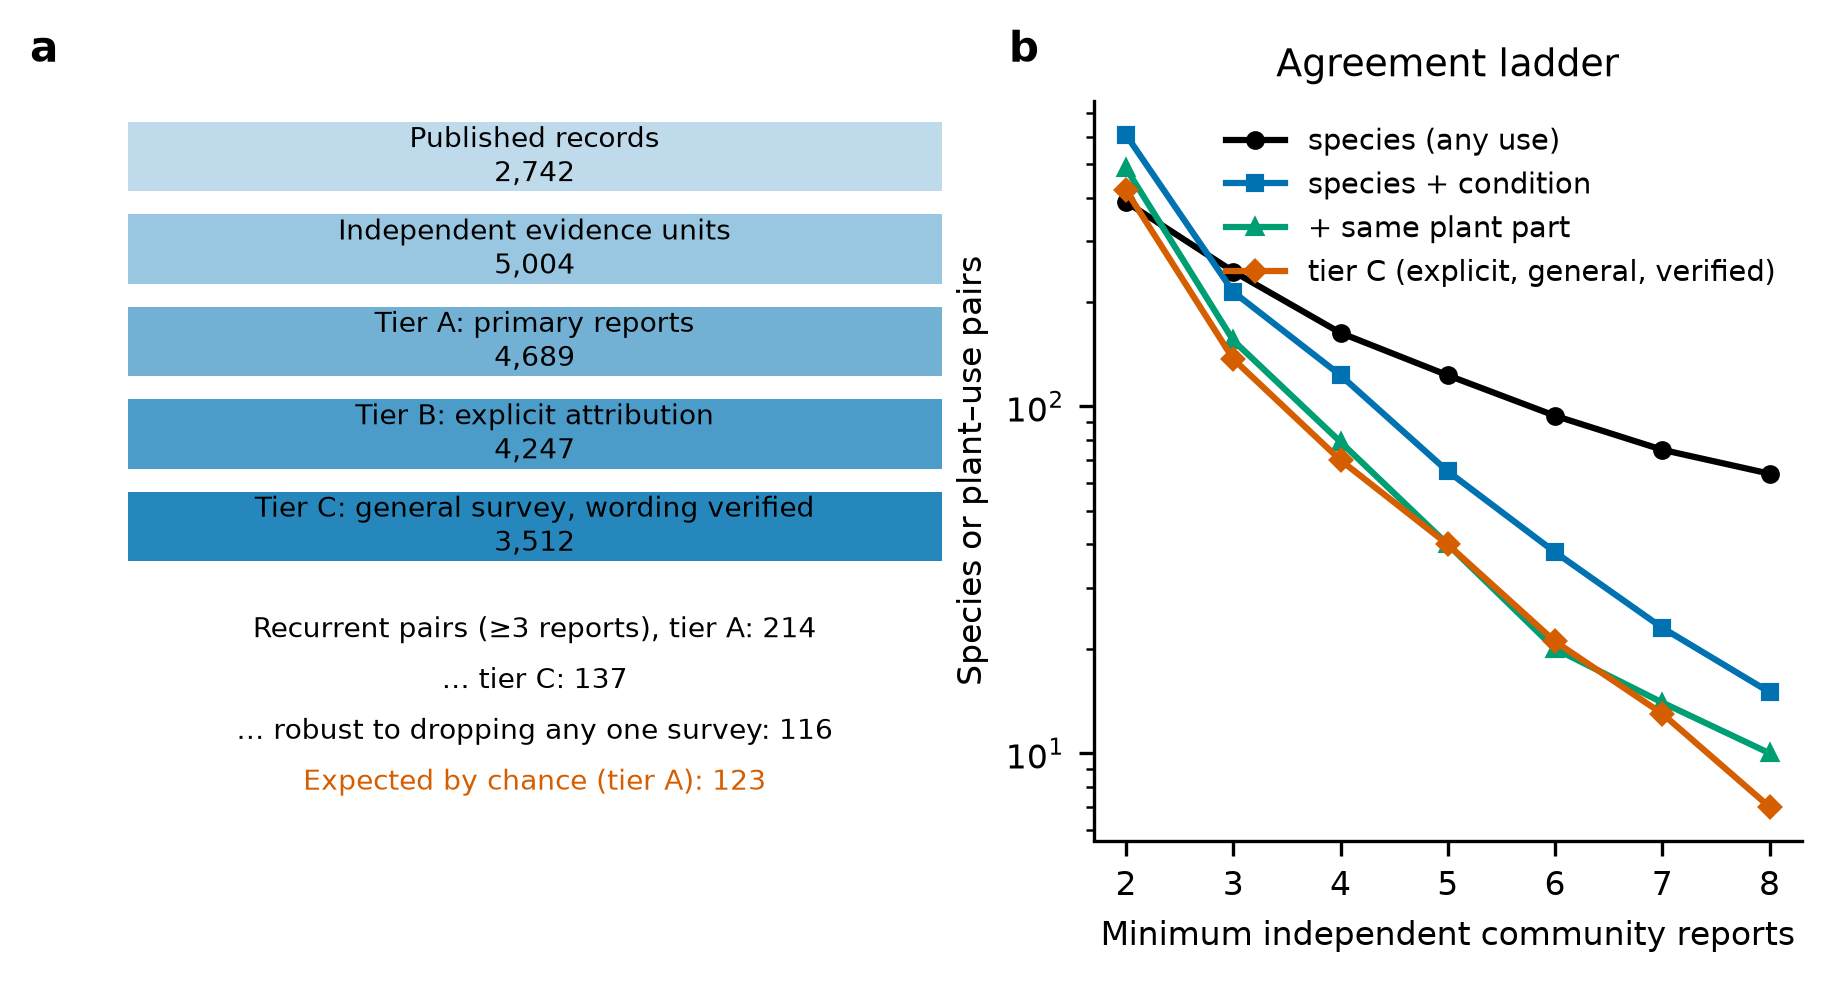 a
Published records
2,742
Independent evidence units
5,004
Tier A: primary reports
4,689
Tier B: explicit attribution
4,247
Tier C: general survey, wording verified
3,512
Recurrent pairs (≥3 reports), tier A: 214
... tier C: 137
... robust to dropping any one survey: 116
Expected by chance (tier A): 123
b
Agreement ladder
species (any use)
species + condition
+ same plant part
tier C (explicit, general, verified)
Species or plant–use pairs
10²
10¹
2 3 4 5 6 7 8
Minimum independent community reports